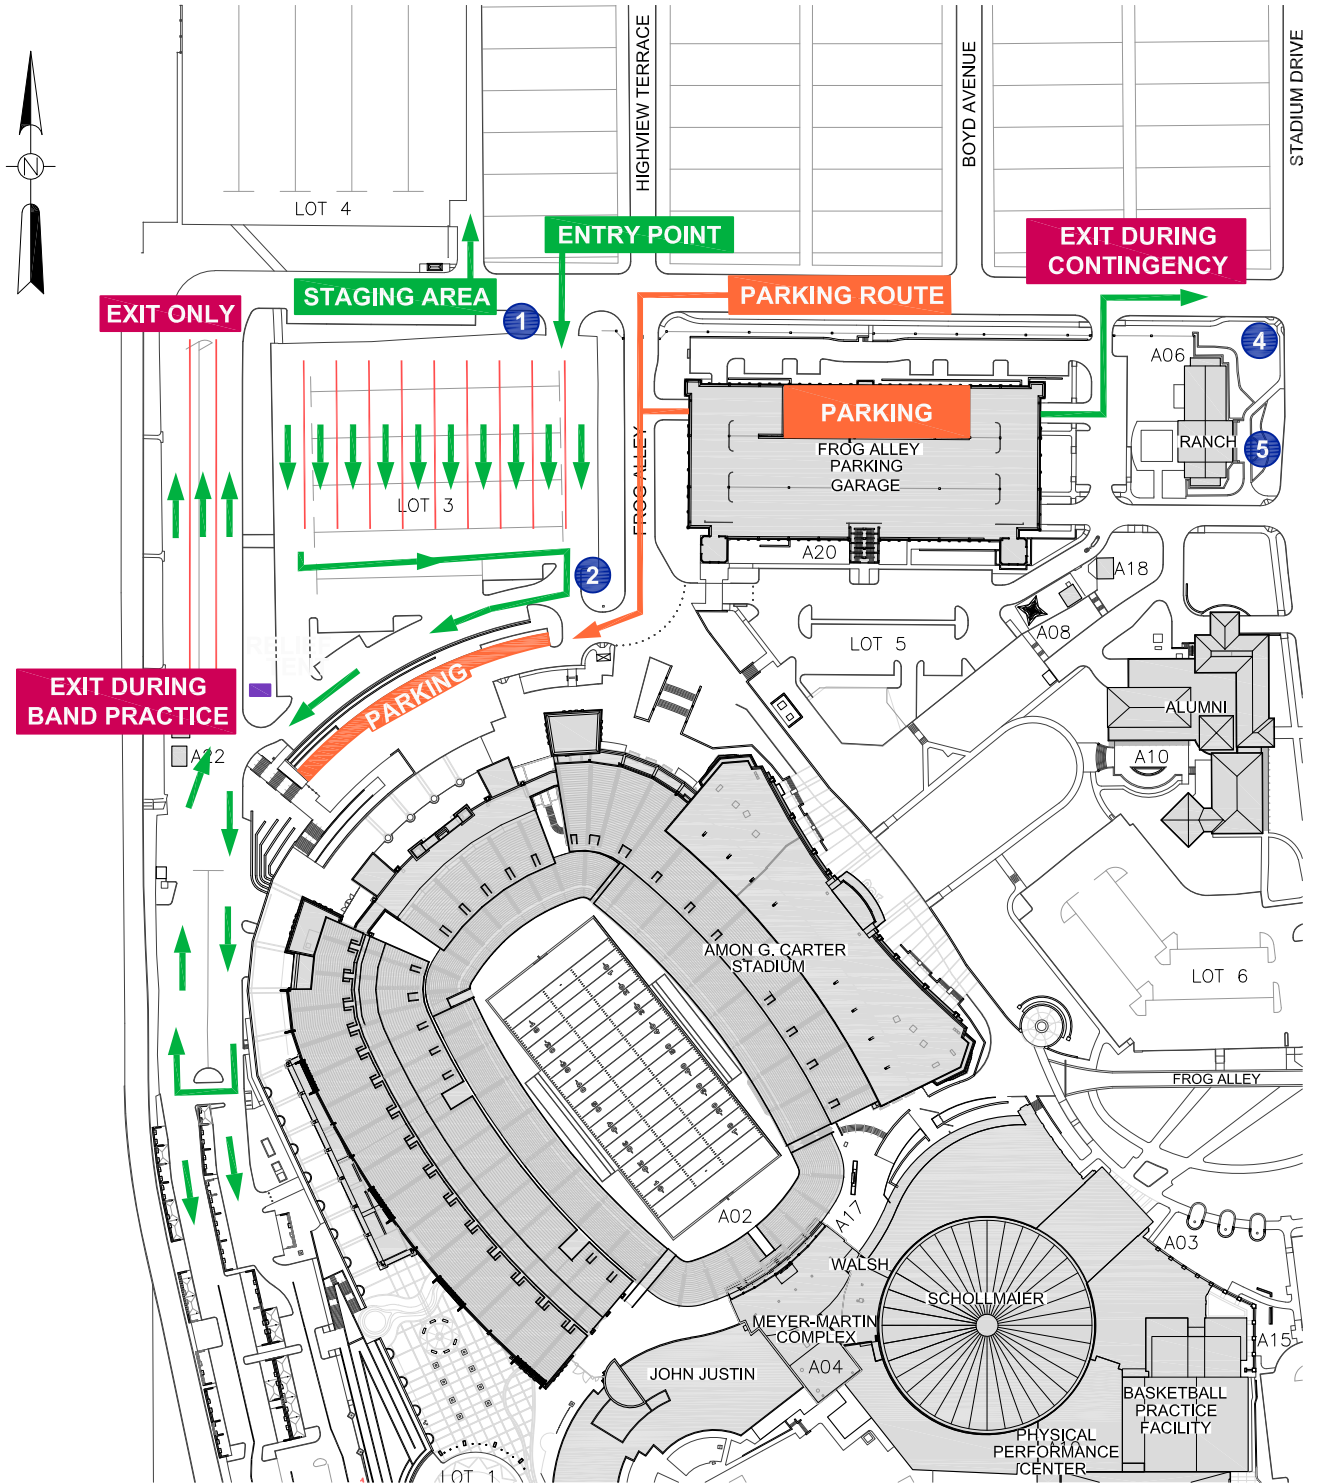 HIGHVIEW TERRACE
BOYD AVENUE
STADIUM DRIVE
N
LOT 4
ENTRY POINT
EXIT DURING
CONTINGENCY
STAGING AREA
PARKING ROUTE
EXIT ONLY
1
4
A06
PARKING
RANCH
5
FROG ALLEY
PARKING
GARAGE
FROG ALLEY
LOT 3
A20
2
A18
A08
LOT 5
EXIT DURING
BAND PRACTICE
PARKING
ALUMNI
A22
A10
AMON G. CARTER
STADIUM
LOT 6
FROG ALLEY
A02
A17
A03
WALSH
SCHOLLMAIER
MEYER-MARTIN
COMPLEX
A15
A04
JOHN JUSTIN
BASKETBALL
PRACTICE
FACILITY
PHYSICAL
PERFORMANCE
CENTER
LOT 1